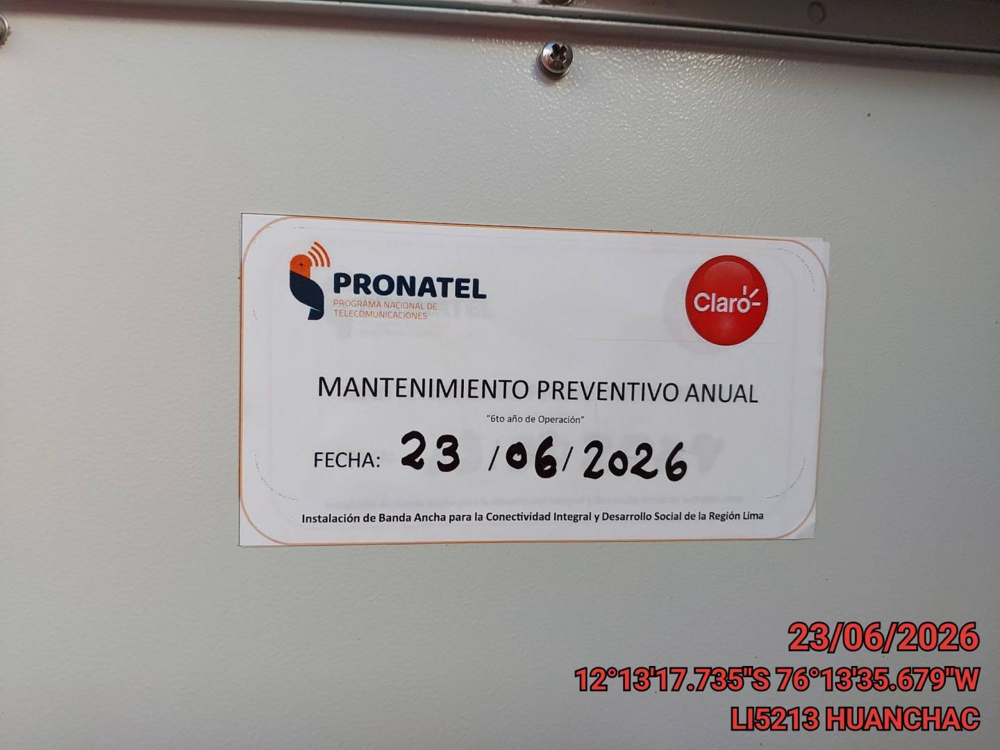 PRONATEL
PROGRAMA NACIONAL DE
TELECOMUNICACIONES
Claro
MANTENIMIENTO PREVENTIVO ANUAL
"6to año de Operación"
FECHA: 23 /06/2026
Instalación de Banda Ancha para la Conectividad Integral y Desarrollo Social de la Región Lima
23/06/2026
12°13'17.735"S 76°13'35.679"W
LI5213 HUANCHAC